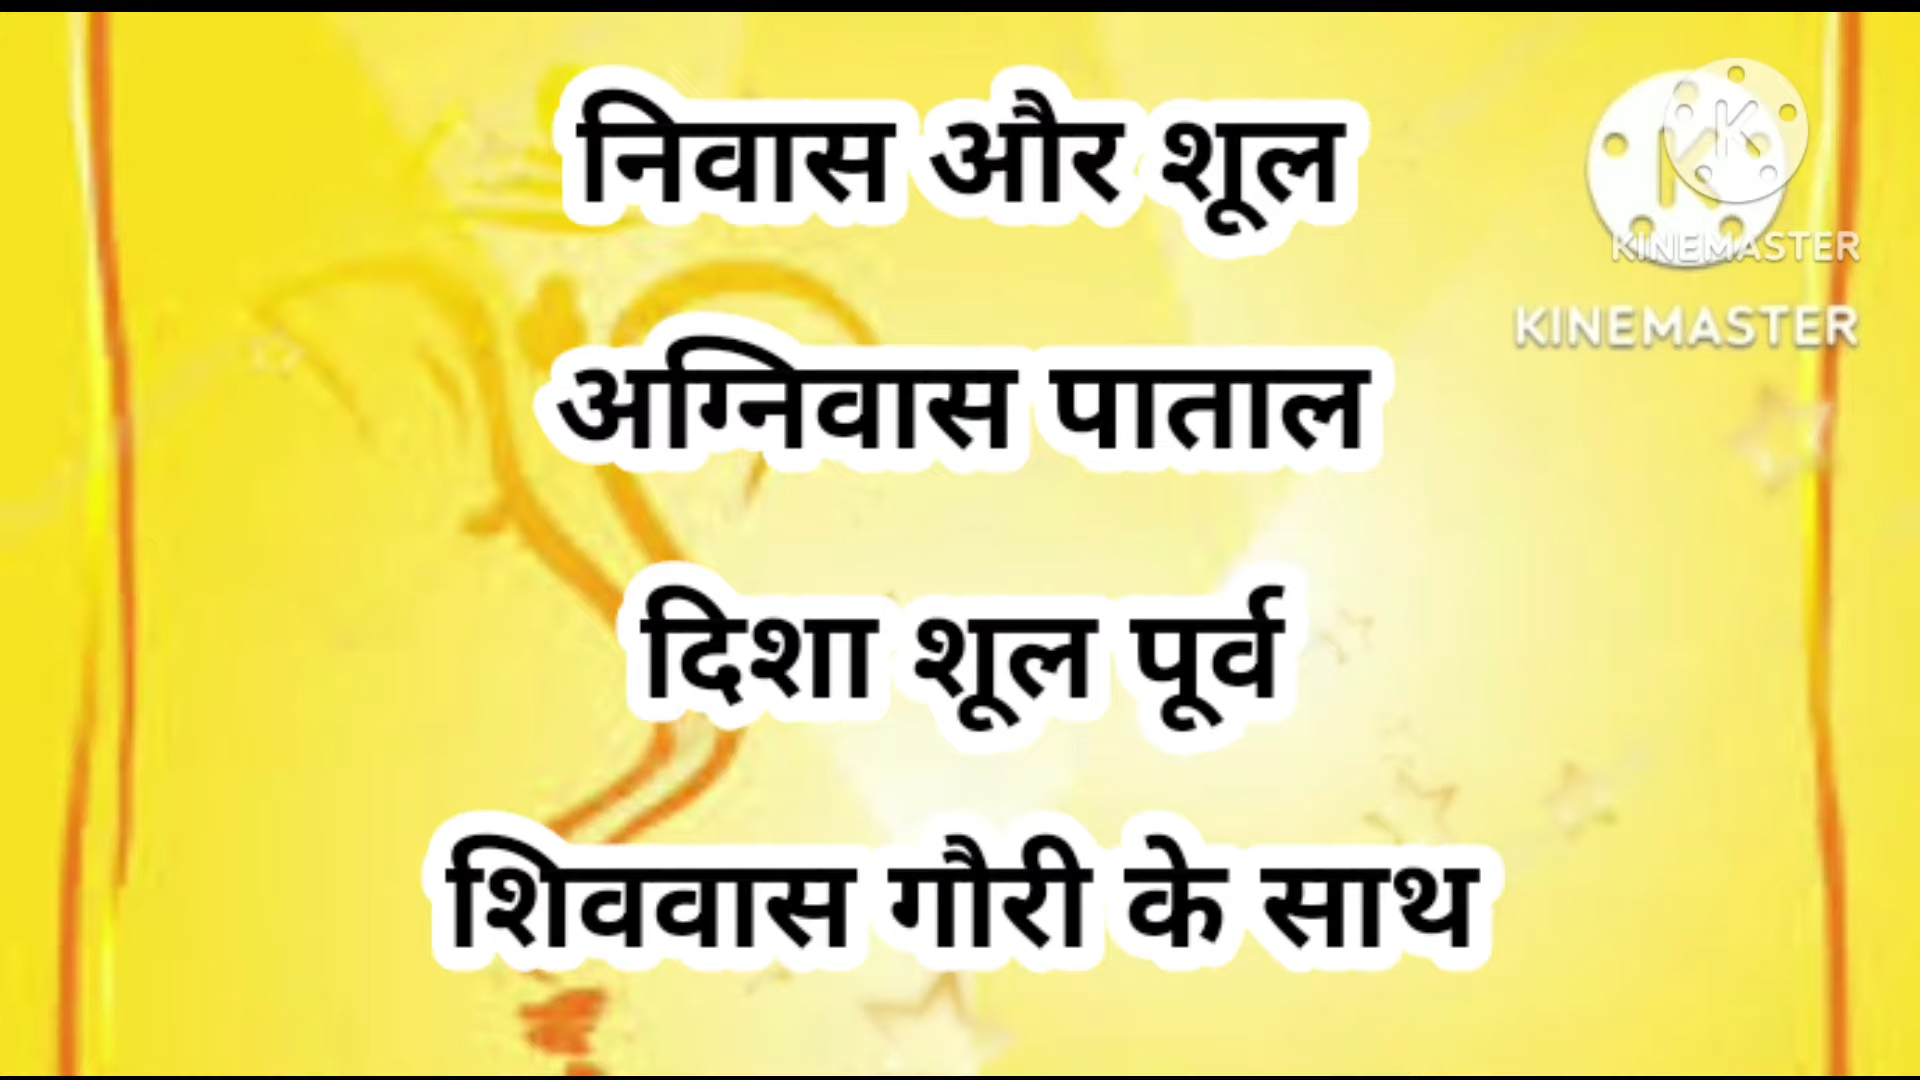 निवास और शूल
अग्निवास पाताल
दिशा शूल पूर्व
शिववास गौरी के साथ
K
K
KINEMASTER
KINEMASTER